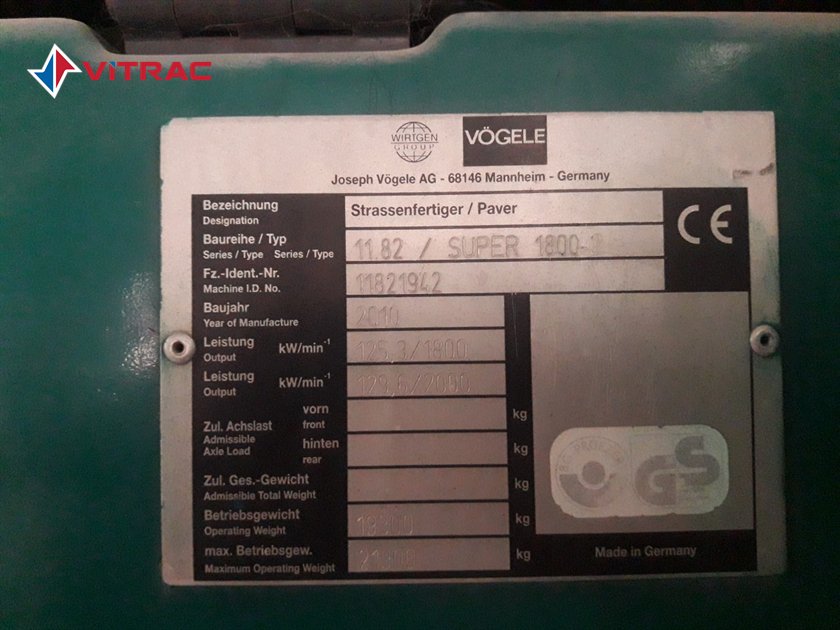 ViTRAC
WIRTGEN
GROUP
VÖGELE
Joseph Vögele AG - 68146 Mannheim - Germany
Bezeichnung
Designation
Strassenfertiger / Paver
CE
Baureihe / Typ
Series / Type Series / Type
11.82 / SUPER
Fz.-Ident.-Nr.
Machine I.D. No.
11821942
Baujahr
Year of Manufacture
2010
Leistung
Output
kW/min⁻¹
125,3/1800
Leistung
Output
kW/min⁻¹
129,6/2000
Zul. Achslast
Admissible
Axle Load
vorn
front
kg
hinten
rear
kg
Zul. Ges.-Gewicht
Admissible Total Weight
kg
Betriebsgewicht
Operating Weight
kg
max. Betriebsgew.
Maximum Operating Weight
kg
GS
Made in Germany